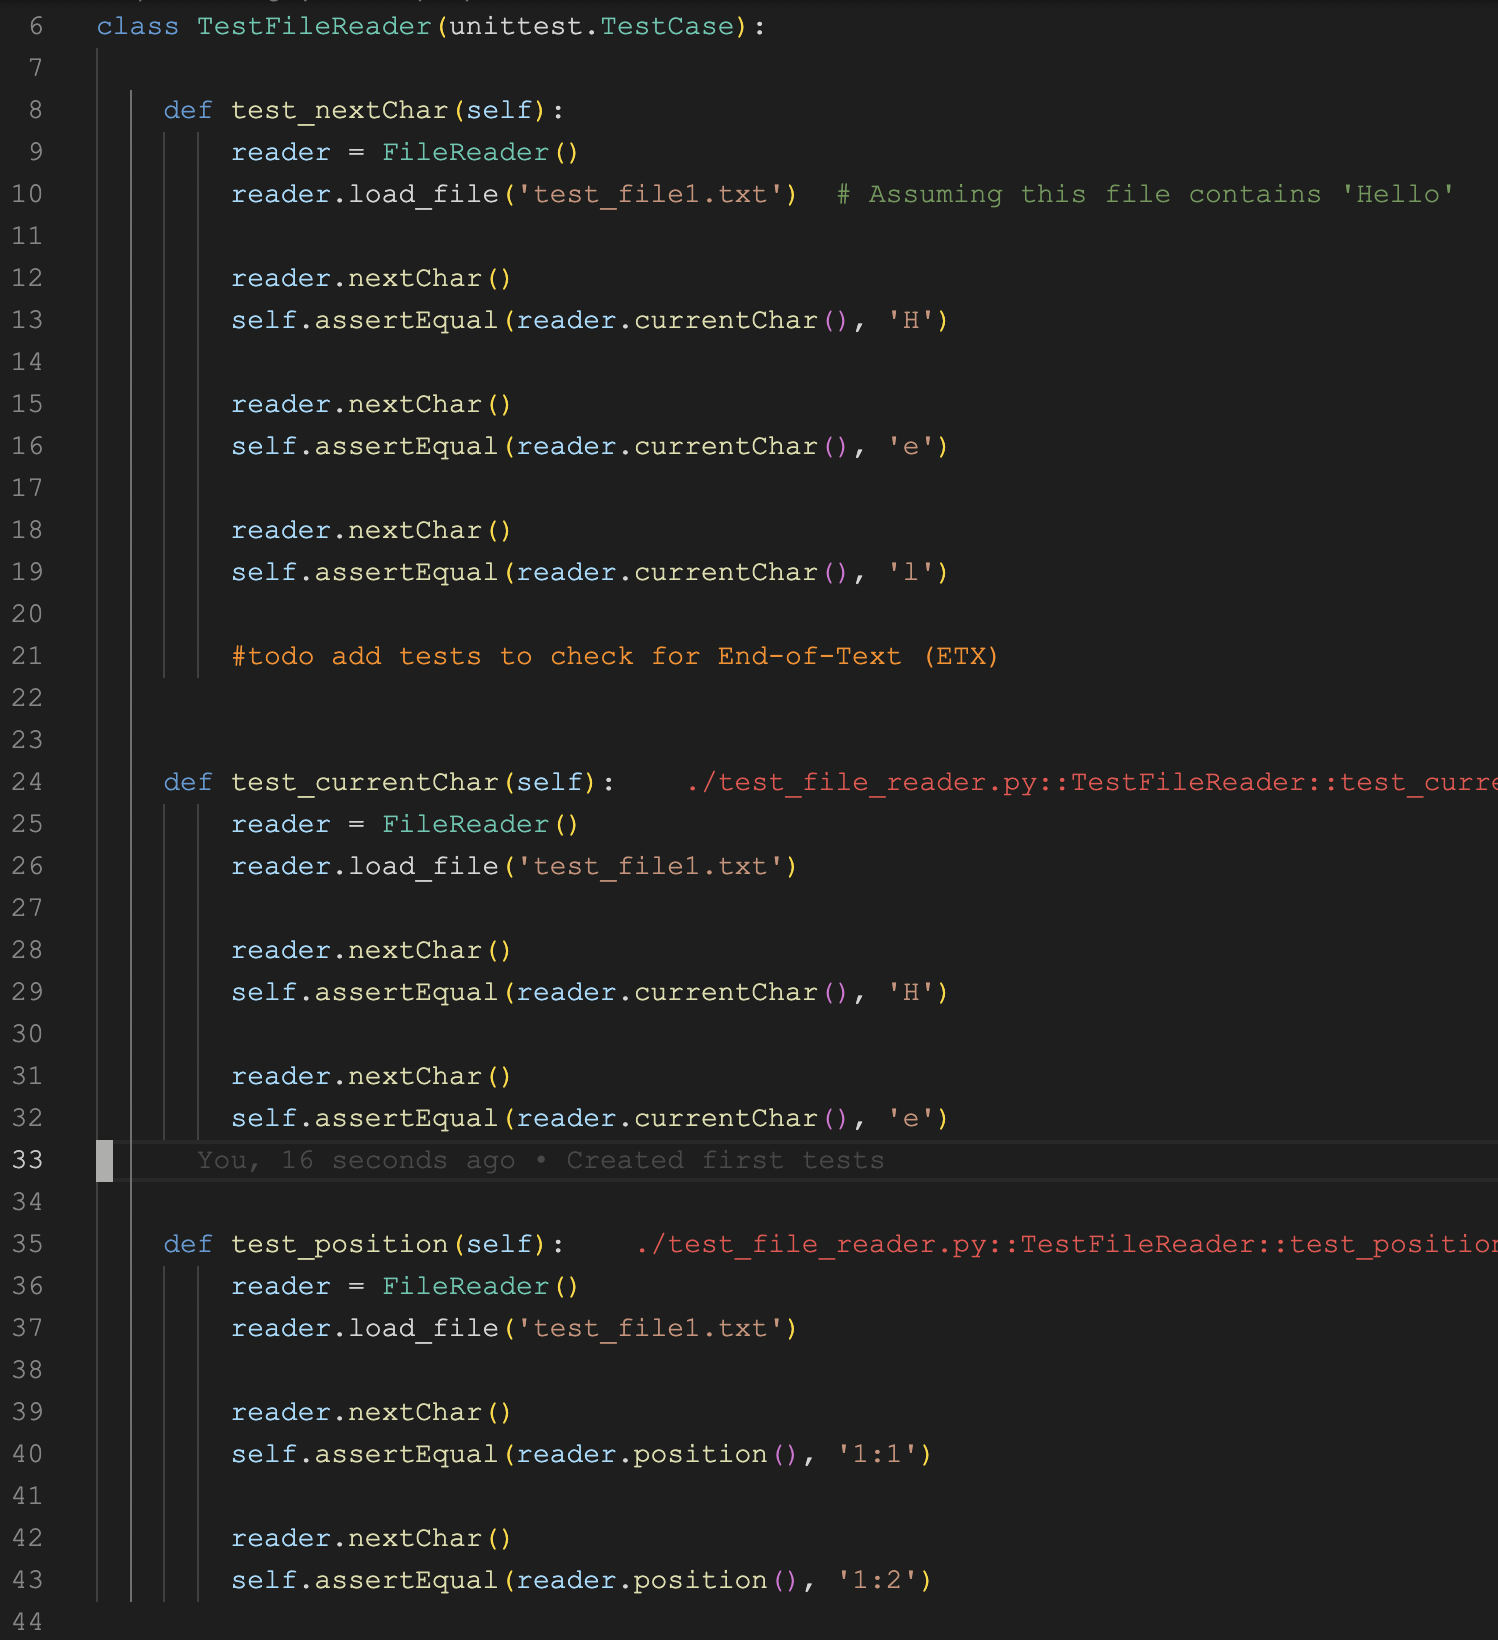 6 class TestFileReader(unittest.TestCase):
7
8 def test_nextChar(self):
9 reader = FileReader()
10 reader.load_file('test_file1.txt') # Assuming this file contains 'Hello'
11
12 reader.nextChar()
13 self.assertEqual(reader.currentChar(), 'H')
14
15 reader.nextChar()
16 self.assertEqual(reader.currentChar(), 'e')
17
18 reader.nextChar()
19 self.assertEqual(reader.currentChar(), 'l')
20
21 #todo add tests to check for End-of-Text (ETX)
22
23
24 def test_currentChar(self): ./test_file_reader.py::TestFileReader::test_curre
25 reader = FileReader()
26 reader.load_file('test_file1.txt')
27
28 reader.nextChar()
29 self.assertEqual(reader.currentChar(), 'H')
30
31 reader.nextChar()
32 self.assertEqual(reader.currentChar(), 'e')
33 You, 16 seconds ago • Created first tests
34
35 def test_position(self): ./test_file_reader.py::TestFileReader::test_position
36 reader = FileReader()
37 reader.load_file('test_file1.txt')
38
39 reader.nextChar()
40 self.assertEqual(reader.position(), '1:1')
41
42 reader.nextChar()
43 self.assertEqual(reader.position(), '1:2')
44